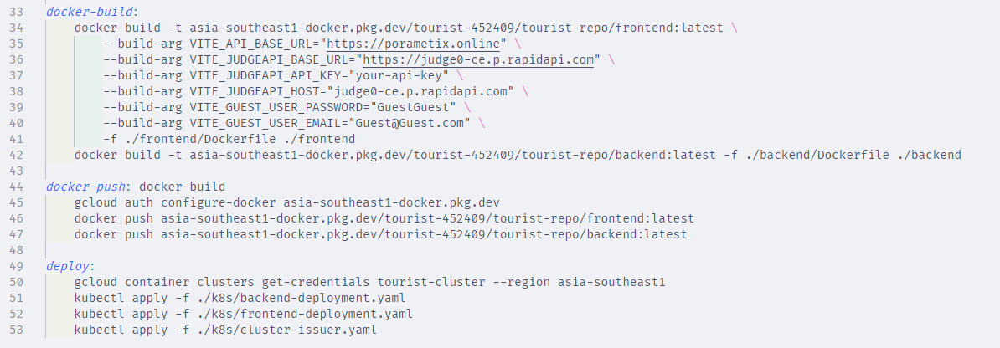 33 docker-build:
34 docker build -t asia-southeast1-docker.pkg.dev/tourist-452409/tourist-repo/frontend:latest \
35 --build-arg VITE_API_BASE_URL="https://porametix.online" \
36 --build-arg VITE_JUDGEAPI_BASE_URL="https://judge0-ce.p.rapidapi.com" \
37 --build-arg VITE_JUDGEAPI_API_KEY="your-api-key" \
38 --build-arg VITE_JUDGEAPI_HOST="judge0-ce.p.rapidapi.com" \
39 --build-arg VITE_GUEST_USER_PASSWORD="GuestGuest" \
40 --build-arg VITE_GUEST_USER_EMAIL="Guest@Guest.com" \
41 -f ./frontend/Dockerfile ./frontend
42 docker build -t asia-southeast1-docker.pkg.dev/tourist-452409/tourist-repo/backend:latest -f ./backend/Dockerfile ./backend
43
44 docker-push: docker-build
45 gcloud auth configure-docker asia-southeast1-docker.pkg.dev
46 docker push asia-southeast1-docker.pkg.dev/tourist-452409/tourist-repo/frontend:latest
47 docker push asia-southeast1-docker.pkg.dev/tourist-452409/tourist-repo/backend:latest
48
49 deploy:
50 gcloud container clusters get-credentials tourist-cluster --region asia-southeast1
51 kubectl apply -f ./k8s/backend-deployment.yaml
52 kubectl apply -f ./k8s/frontend-deployment.yaml
53 kubectl apply -f ./k8s/cluster-issuer.yaml